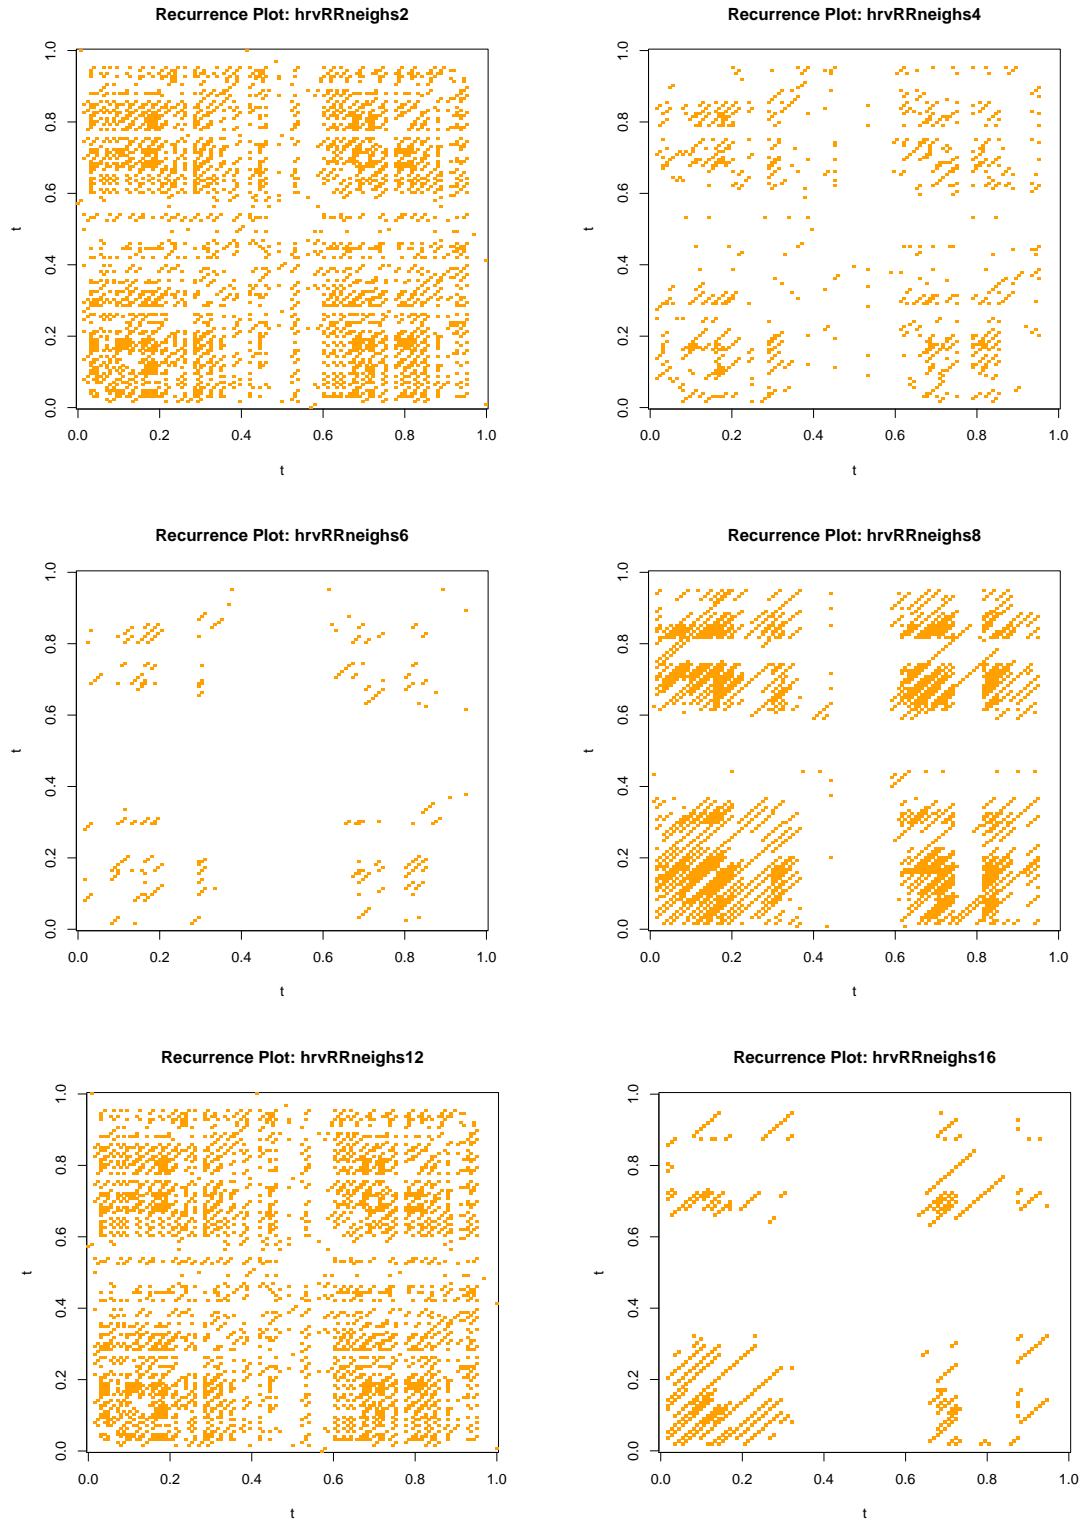 Recurrence Plot: hrvRRneighs2
1.0
0.8
0.6
0.4
0.2
0.0
t
0.0 0.2 0.4 0.6 0.8 1.0
t
Recurrence Plot: hrvRRneighs4
1.0
0.8
0.6
0.4
0.2
0.0
t
0.0 0.2 0.4 0.6 0.8 1.0
t
Recurrence Plot: hrvRRneighs6
1.0
0.8
0.6
0.4
0.2
0.0
t
0.0 0.2 0.4 0.6 0.8 1.0
t
Recurrence Plot: hrvRRneighs8
1.0
0.8
0.6
0.4
0.2
0.0
t
0.0 0.2 0.4 0.6 0.8 1.0
t
Recurrence Plot: hrvRRneighs12
1.0
0.8
0.6
0.4
0.2
0.0
t
0.0 0.2 0.4 0.6 0.8 1.0
t
Recurrence Plot: hrvRRneighs16
1.0
0.8
0.6
0.4
0.2
0.0
t
0.0 0.2 0.4 0.6 0.8 1.0
t